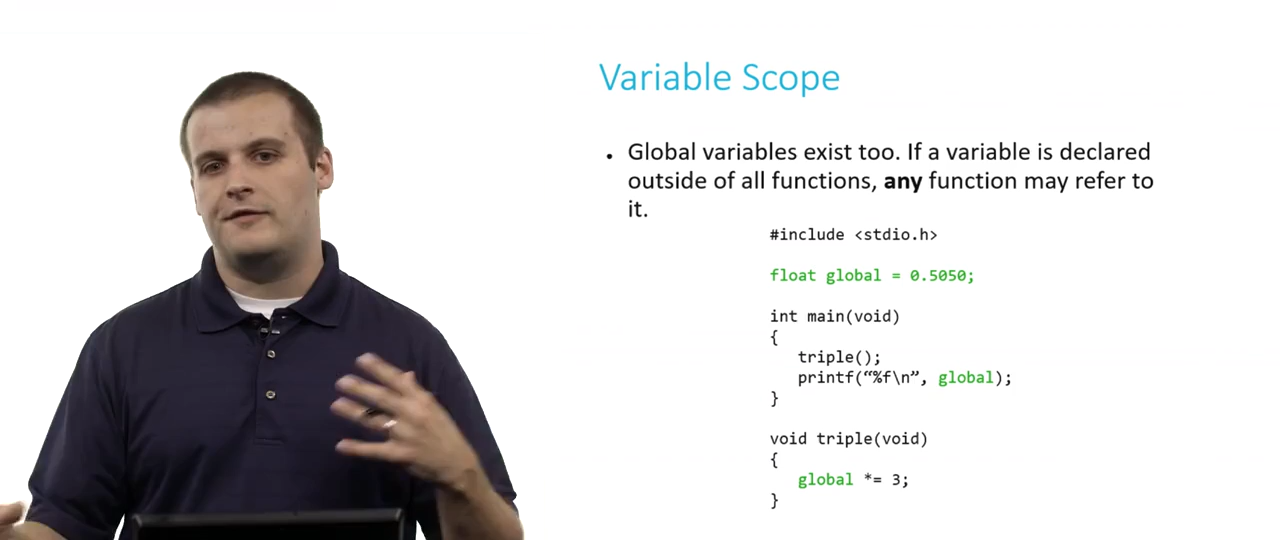 Variable Scope
• Global variables exist too. If a variable is declared
outside of all functions, any function may refer to
it.
#include <stdio.h>
float global = 0.5050;
int main(void)
{
triple();
printf(“%f\n”, global);
}
void triple(void)
{
global *= 3;
}